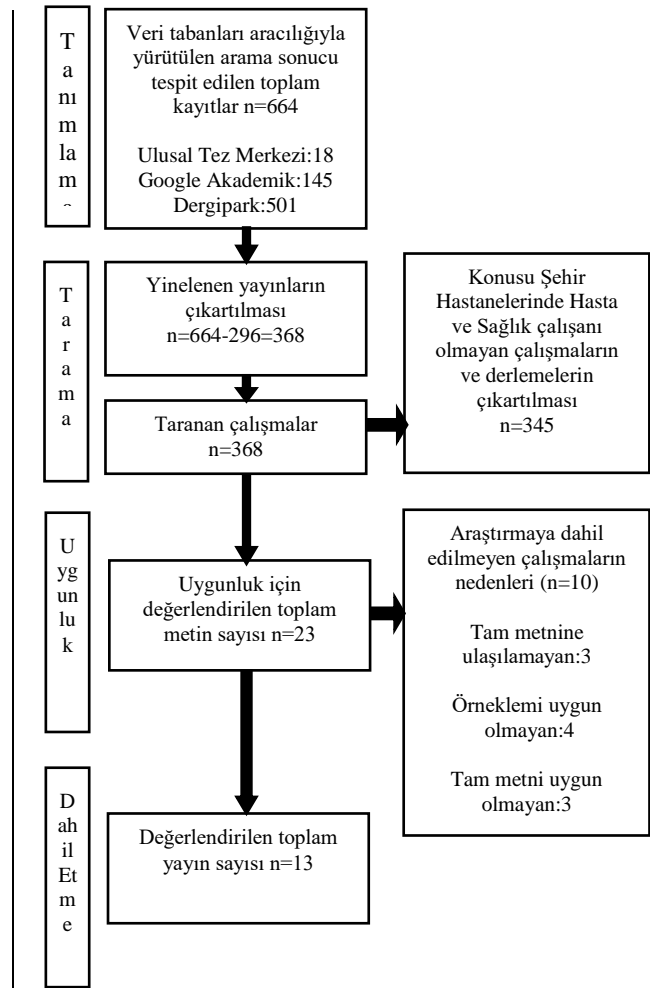 T
a
nı
m
la
m
Veri tabanları aracılığıyla
yürütülen arama sonucu
tespit edilen toplam
kayıtlar n=664
Ulusal Tez Merkezi:18
Google Akademik:145
Dergipark:501
T
a
r
a
m
a
Yinelenen yayınların
çıkartılması
n=664-296=368
Konusu Şehir
Hastanelerinde Hasta
ve Sağlık çalışanı
olmayan çalışmaların
ve derlemelerin
çıkartılması
n=345
Taranan çalışmalar
n=368
U
yg
un
lu
k
Uygunluk için
değerlendirilen toplam
metin sayısı n=23
Araştırmaya dahil
edilmeyen çalışmaların
nedenleri (n=10)
Tam metnine
ulaşılamayan:3
Örneklemi uygun
olmayan:4
Tam metni uygun
olmayan:3
D
ah
il
Et
m
e
Değerlendirilen toplam
yayın sayısı n=13